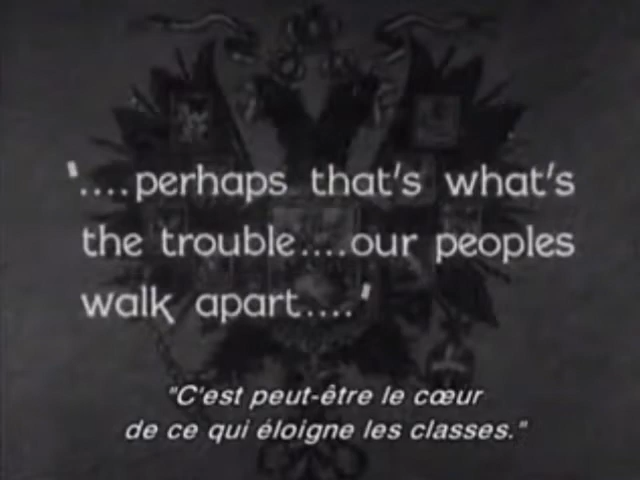 '....perhaps that's what's
the trouble....our peoples
walk apart....'
"C'est peut-être le cœur
de ce qui éloigne les classes."